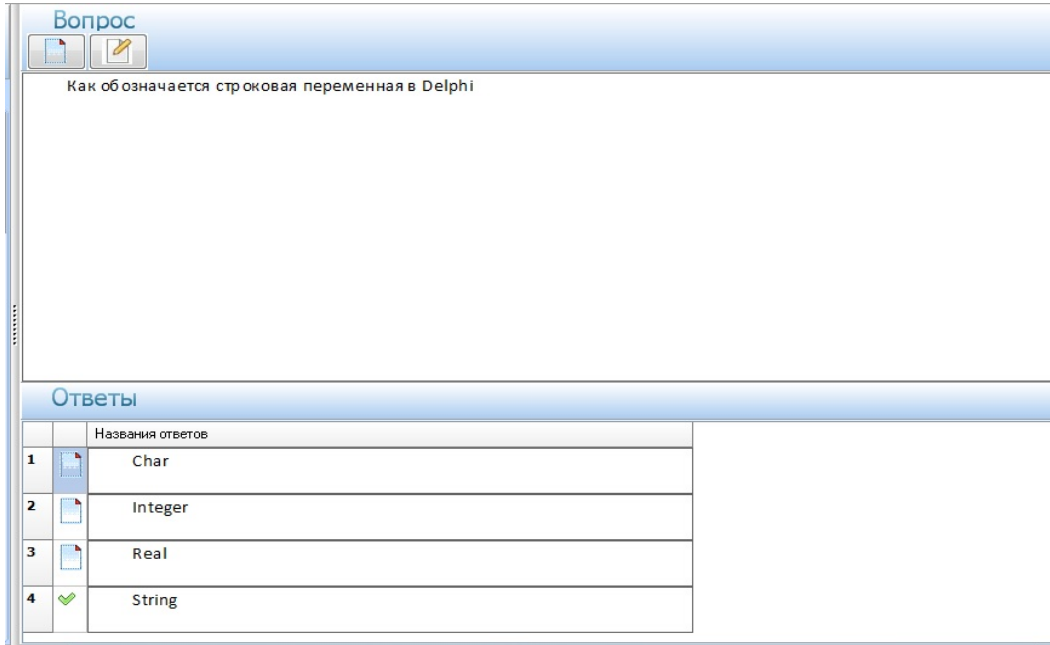 Вопрос
Как обозначается строковая переменная в Delphi
Ответы
Названия ответов
1 Char
2 Integer
3 Real
4 String